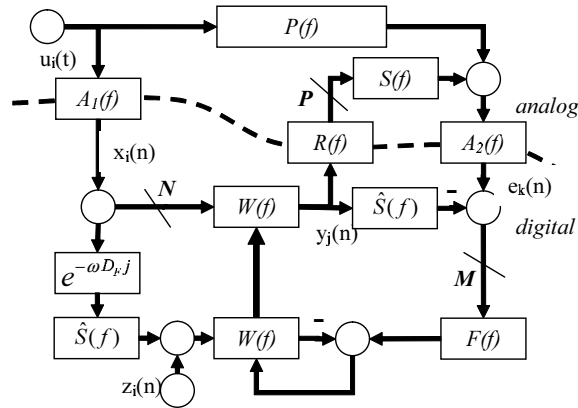 P(f)
uᵢ(t)
S(f)
P
A₁(f)
analog
R(f)
A₂(f)
xᵢ(n)
eₖ(n)
N
W(f)
Ŝ(f)
-
yⱼ(n)
digital
e^{-ωD_F j}
M
Ŝ(f)
W(f)
-
F(f)
zᵢ(n)